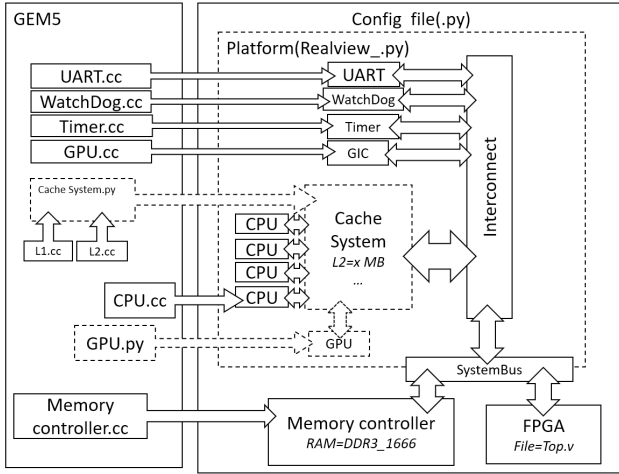 GEM5
Config file(.py)
Platform(Realview_.py)
UART.cc
UART
WatchDog.cc
WatchDog
Timer.cc
Timer
GPU.cc
GIC
Interconnect
Cache System.py
L1.cc
L2.cc
CPU
CPU
CPU
CPU
Cache
System
L2=x MB
...
CPU.cc
GPU.py
GPU
SystemBus
Memory
controller.cc
Memory controller
RAM=DDR3_1666
FPGA
File=Top.v